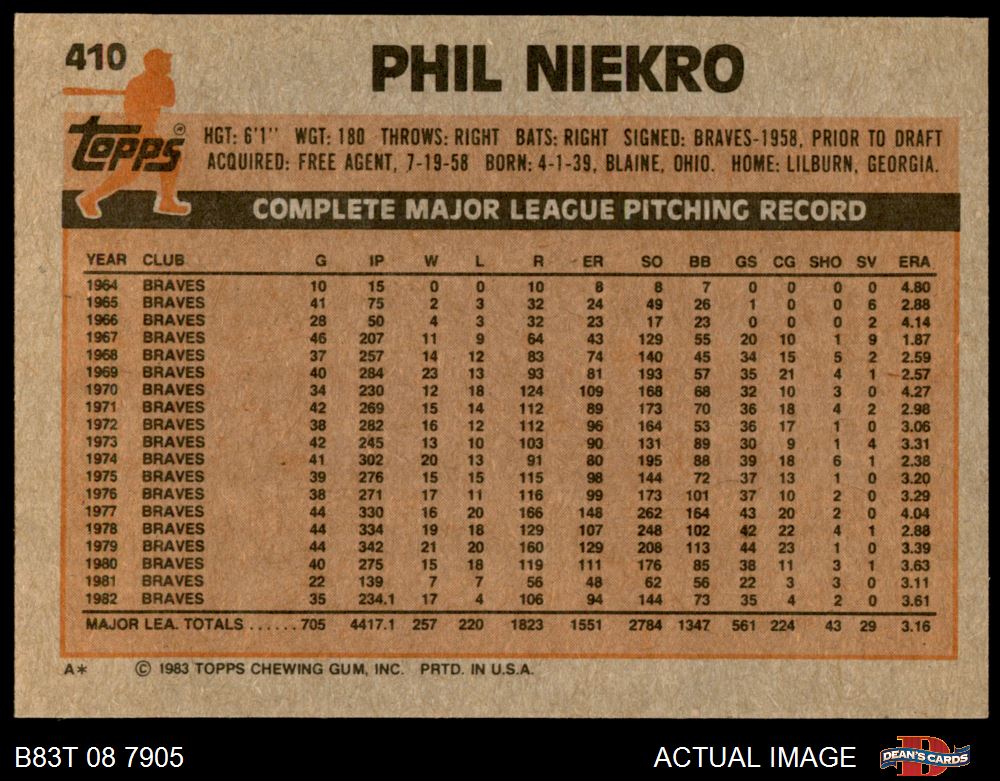 410
PHIL NIEKRO
Topps®
HGT: 6'1'' WGT: 180 THROWS: RIGHT BATS: RIGHT SIGNED: BRAVES-1958, PRIOR TO DRAFT
ACQUIRED: FREE AGENT, 7-19-58 BORN: 4-1-39, BLAINE, OHIO. HOME: LILBURN, GEORGIA.
COMPLETE MAJOR LEAGUE PITCHING RECORD
YEAR CLUB G IP W L R ER SO BB GS CG SHO SV ERA
1964 BRAVES 10 15 0 0 10 8 8 7 0 0 0 0 4.80
1965 BRAVES 41 75 2 3 32 24 49 26 1 0 0 6 2.88
1966 BRAVES 28 50 4 3 32 23 17 23 0 0 0 2 4.14
1967 BRAVES 46 207 11 9 64 43 129 55 20 10 1 9 1.87
1968 BRAVES 37 257 14 12 83 74 140 45 34 15 5 2 2.59
1969 BRAVES 40 284 23 13 93 81 193 57 35 21 4 1 2.57
1970 BRAVES 34 230 12 18 124 109 168 68 32 10 3 0 4.27
1971 BRAVES 42 269 15 14 112 89 173 70 36 18 4 2 2.98
1972 BRAVES 38 282 16 12 112 96 164 53 36 17 1 0 3.06
1973 BRAVES 42 245 13 10 103 90 131 89 30 9 1 4 3.31
1974 BRAVES 41 302 20 13 91 80 195 88 39 18 6 1 2.38
1975 BRAVES 39 276 15 15 115 98 144 72 37 13 1 0 3.20
1976 BRAVES 38 271 17 11 116 99 173 101 37 10 2 0 3.29
1977 BRAVES 44 330 16 20 166 148 262 164 43 20 2 0 4.04
1978 BRAVES 44 334 19 18 129 107 248 102 42 22 4 1 2.88
1979 BRAVES 44 342 21 20 160 129 208 113 44 23 1 0 3.39
1980 BRAVES 40 275 15 18 119 111 176 85 38 11 3 1 3.63
1981 BRAVES 22 139 7 7 56 48 62 56 22 3 3 0 3.11
1982 BRAVES 35 234.1 17 4 106 94 144 73 35 4 2 0 3.61
MAJOR LEA. TOTALS ...... 705 4417.1 257 220 1823 1551 2784 1347 561 224 43 29 3.16
A* © 1983 TOPPS CHEWING GUM, INC. PRTD. IN U.S.A.
B83T 08 7905 ACTUAL IMAGE DEAN'S CARDS